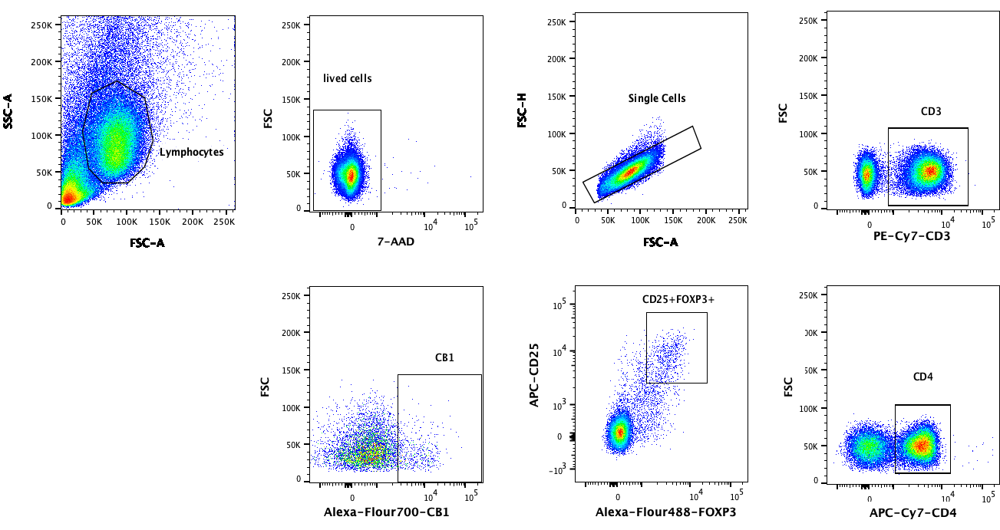 250K
200K
150K
100K
50K
0
SSC-A
Lymphocytes
0K 50K 100K 150K 200K 250K
FSC-A
250K
200K
150K
100K
50K
0
FSC
lived cells
0 10^4 10^5
7-AAD
250K
200K
150K
100K
50K
0
FSC-H
Single Cells
0K 50K 100K 150K 200K 250K
FSC-A
250K
200K
150K
100K
50K
0
FSC
CD3
0 10^4 10^5
PE-Cy7-CD3
250K
200K
150K
100K
50K
0
FSC
CB1
0 10^4 10^5
Alexa-Flour700-CB1
10^5
10^4
10^3
0
-10^3
APC-CD25
CD25+FOXP3+
0 10^4 10^5
Alexa-Flour488-FOXP3
250K
00K
150K
100K
50K
0
FSC
CD4
0 10^4 10^5
APC-Cy7-CD4